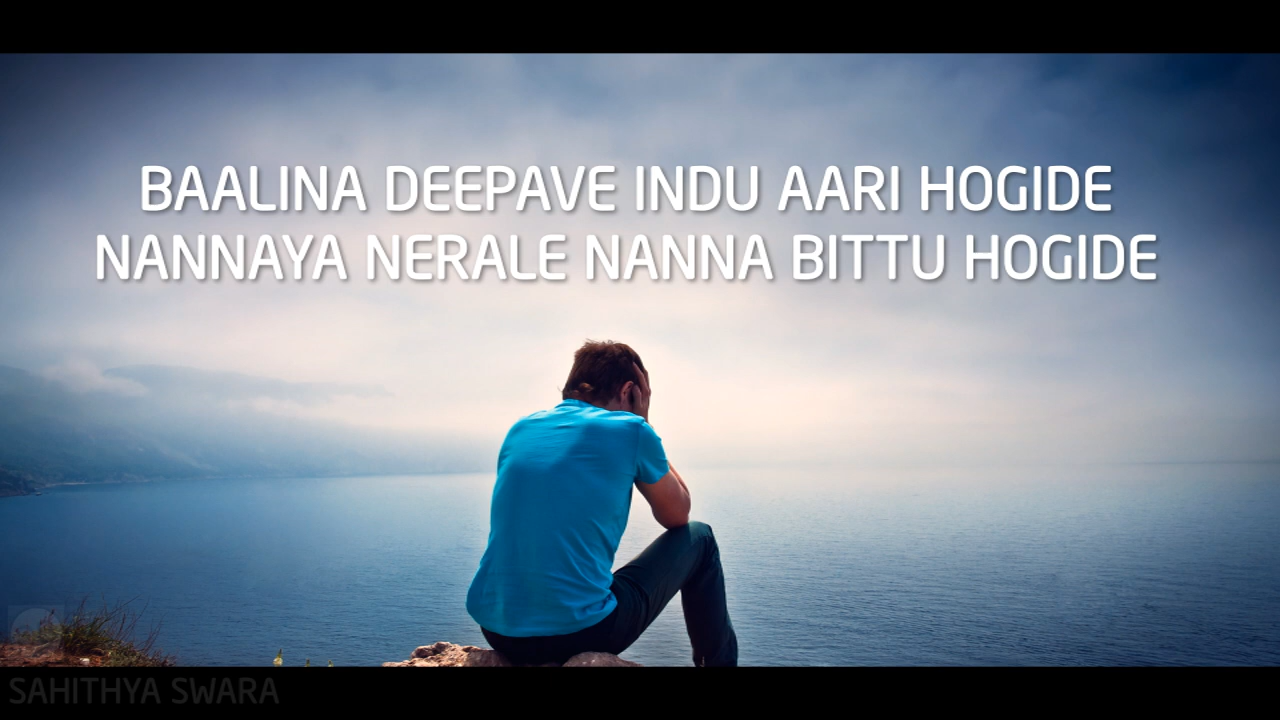 BAALINA DEEPAVE INDU AARI HOGIDE
NANNAYA NERALE NANNA BITTU HOGIDE
SAHITHYA SWARA